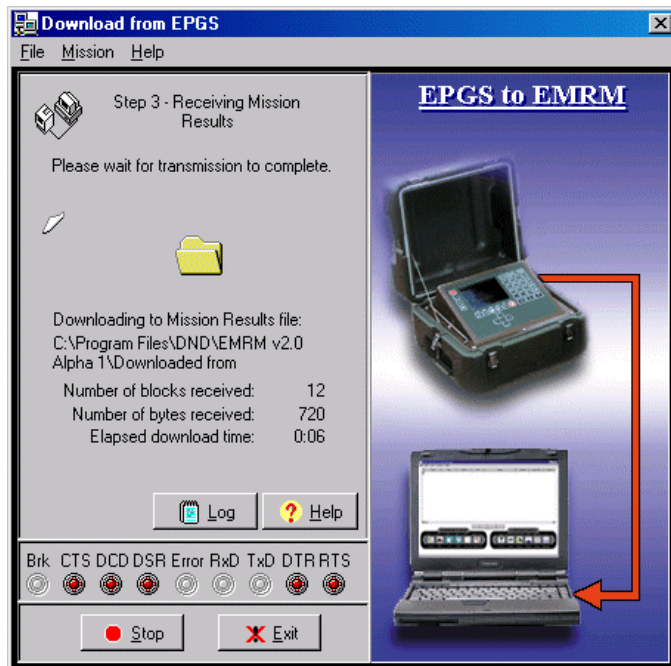 Download from EPGS
File Mission Help
Step 3 - Receiving Mission
Results
Please wait for transmission to complete.
Downloading to Mission Results file:
C:\Program Files\DND\EMRM v2.0
Alpha 1\Downloaded from
Number of blocks received: 12
Number of bytes received: 720
Elapsed download time: 0:06
Log Help
Brk CTS DCD DSR Error RxD TxD DTR RTS
Stop Exit
EPGS to EMRM